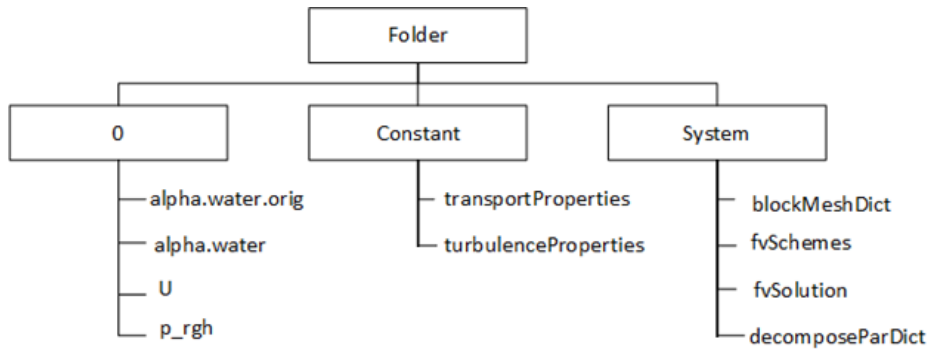 Folder
0
Constant
System
alpha.water.orig
alpha.water
U
p_rgh
transportProperties
turbulenceProperties
blockMeshDict
fvSchemes
fvSolution
decomposeParDict